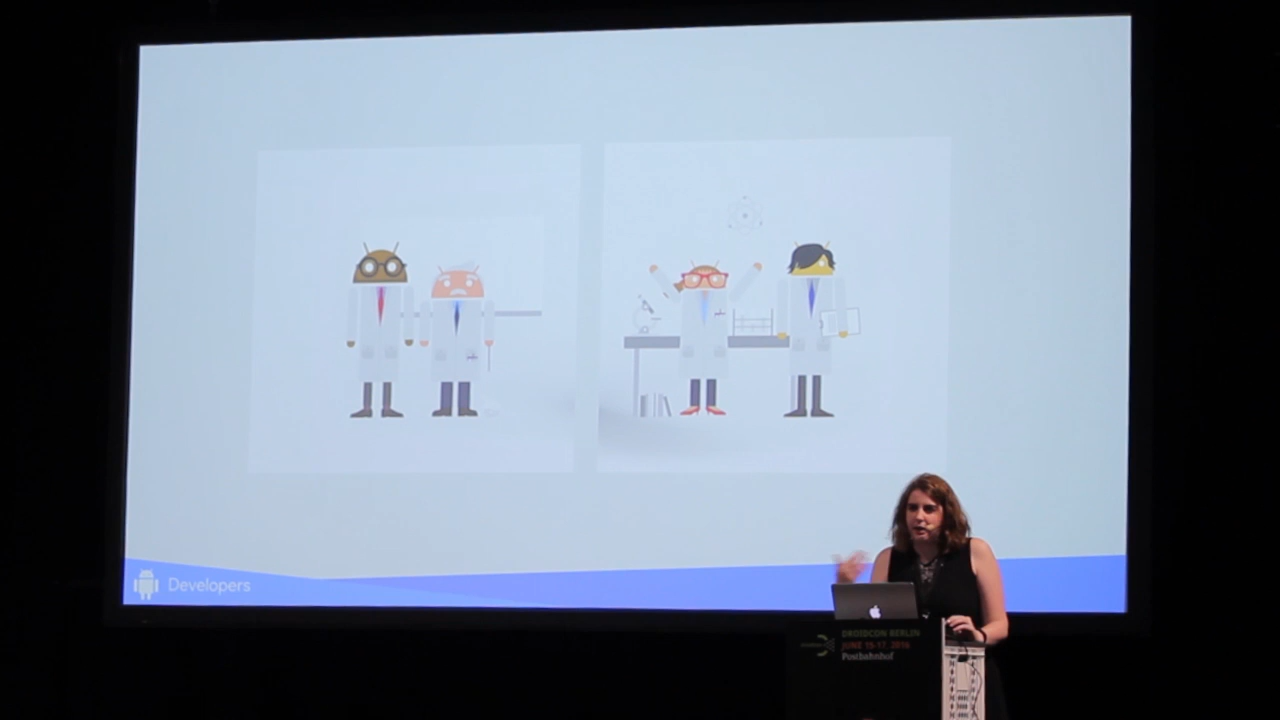 Developers
DROIDCON BERLIN
JUNE 15-17, 2016
Postbahnhof